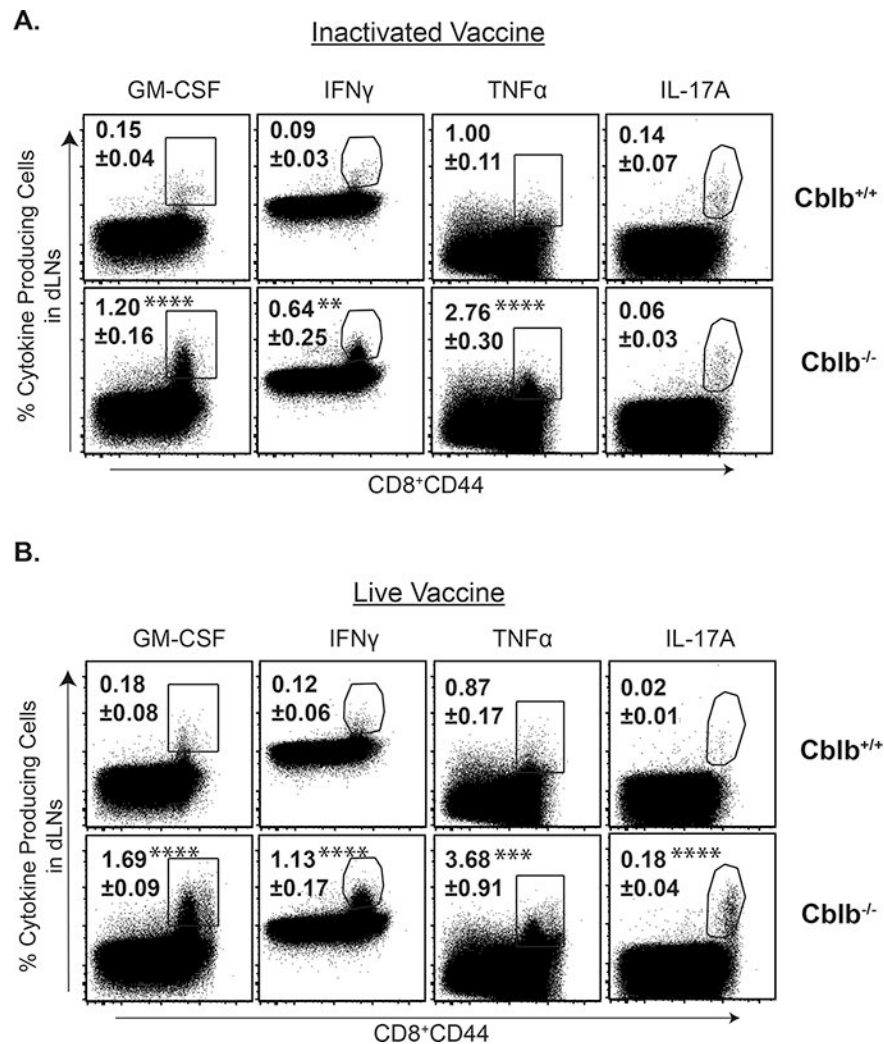 A.
Inactivated Vaccine
GM-CSF IFNγ TNFα IL-17A
0.15 0.09 1.00 0.14
±0.04 ±0.03 ±0.11 ±0.07
Cblb+/+
1.20**** 0.64** 2.76**** 0.06
±0.16 ±0.25 ±0.30 ±0.03
Cblb-/-
% Cytokine Producing Cells
in dLNs
CD8+CD44
B.
Live Vaccine
GM-CSF IFNγ TNFα IL-17A
0.18 0.12 0.87 0.02
±0.08 ±0.06 ±0.17 ±0.01
Cblb+/+
1.69**** 1.13**** 3.68*** 0.18****
±0.09 ±0.17 ±0.91 ±0.04
Cblb-/-
% Cytokine Producing Cells
in dLNs
CD8+CD44